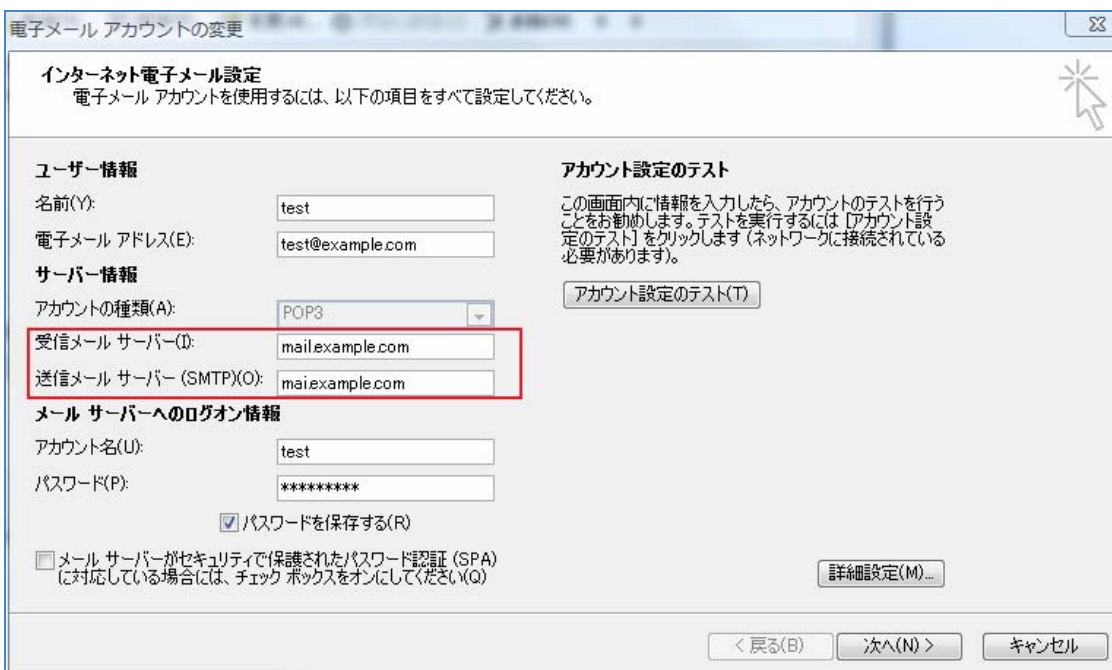 電子メール アカウントの変更
インターネット電子メール設定
電子メール アカウントを使用するには、以下の項目をすべて設定してください。
ユーザー情報
名前(Y):
test
電子メール アドレス(E):
test@example.com
サーバー情報
アカウントの種類(A):
POP3
受信メール サーバー(I):
mail.example.com
送信メール サーバー (SMTP)(O):
mai.example.com
メール サーバーへのログオン情報
アカウント名(U):
test
パスワード(P):
*********
パスワードを保存する(R)
メール サーバーがセキュリティで保護されたパスワード認証 (SPA)
に対応している場合には、チェック ボックスをオンにしてください(Q)
アカウント設定のテスト
この画面内に情報を入力したら、アカウントのテストを行う
ことをお勧めします。テストを実行するには [アカウント設
定のテスト] をクリックします (ネットワークに接続されている
必要があります)。
アカウント設定のテスト(T)
詳細設定(M)...
< 戻る(B)
次へ(N) >
キャンセル